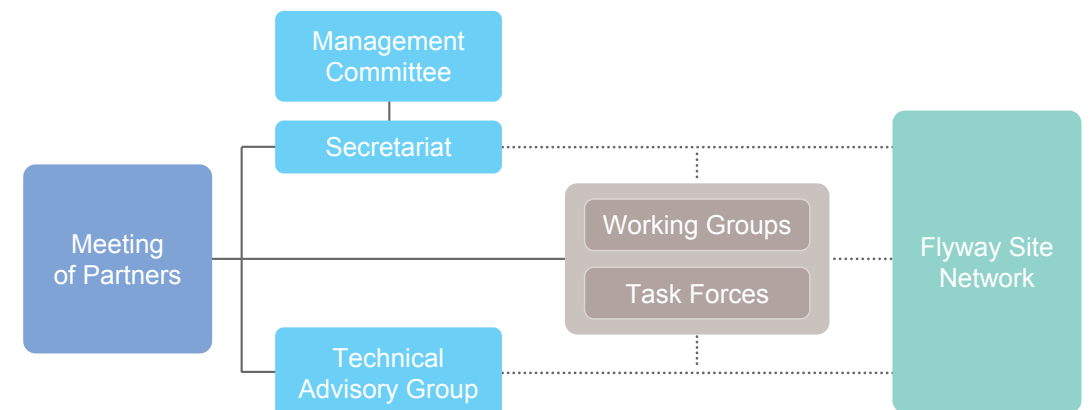 Management
Committee
Secretariat
Meeting
of Partners
Working Groups
Task Forces
Flyway Site
Network
Technical
Advisory Group